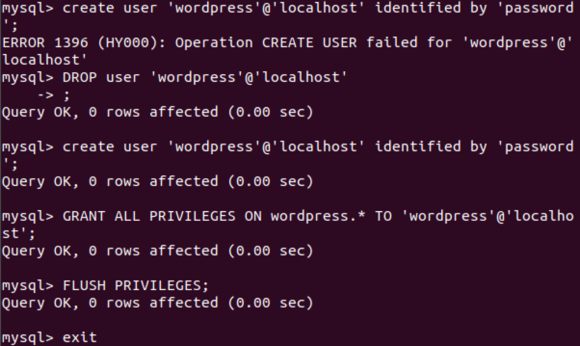 mysql> create user 'wordpress'@'localhost' identified by 'password
';
ERROR 1396 (HY000): Operation CREATE USER failed for 'wordpress'@'
localhost'
mysql> DROP user 'wordpress'@'localhost'
    -> ;
Query OK, 0 rows affected (0.00 sec)

mysql> create user 'wordpress'@'localhost' identified by 'password
';
Query OK, 0 rows affected (0.00 sec)

mysql> GRANT ALL PRIVILEGES ON wordpress.* TO 'wordpress'@'localho
st';
Query OK, 0 rows affected (0.00 sec)

mysql> FLUSH PRIVILEGES;
Query OK, 0 rows affected (0.00 sec)

mysql> exit